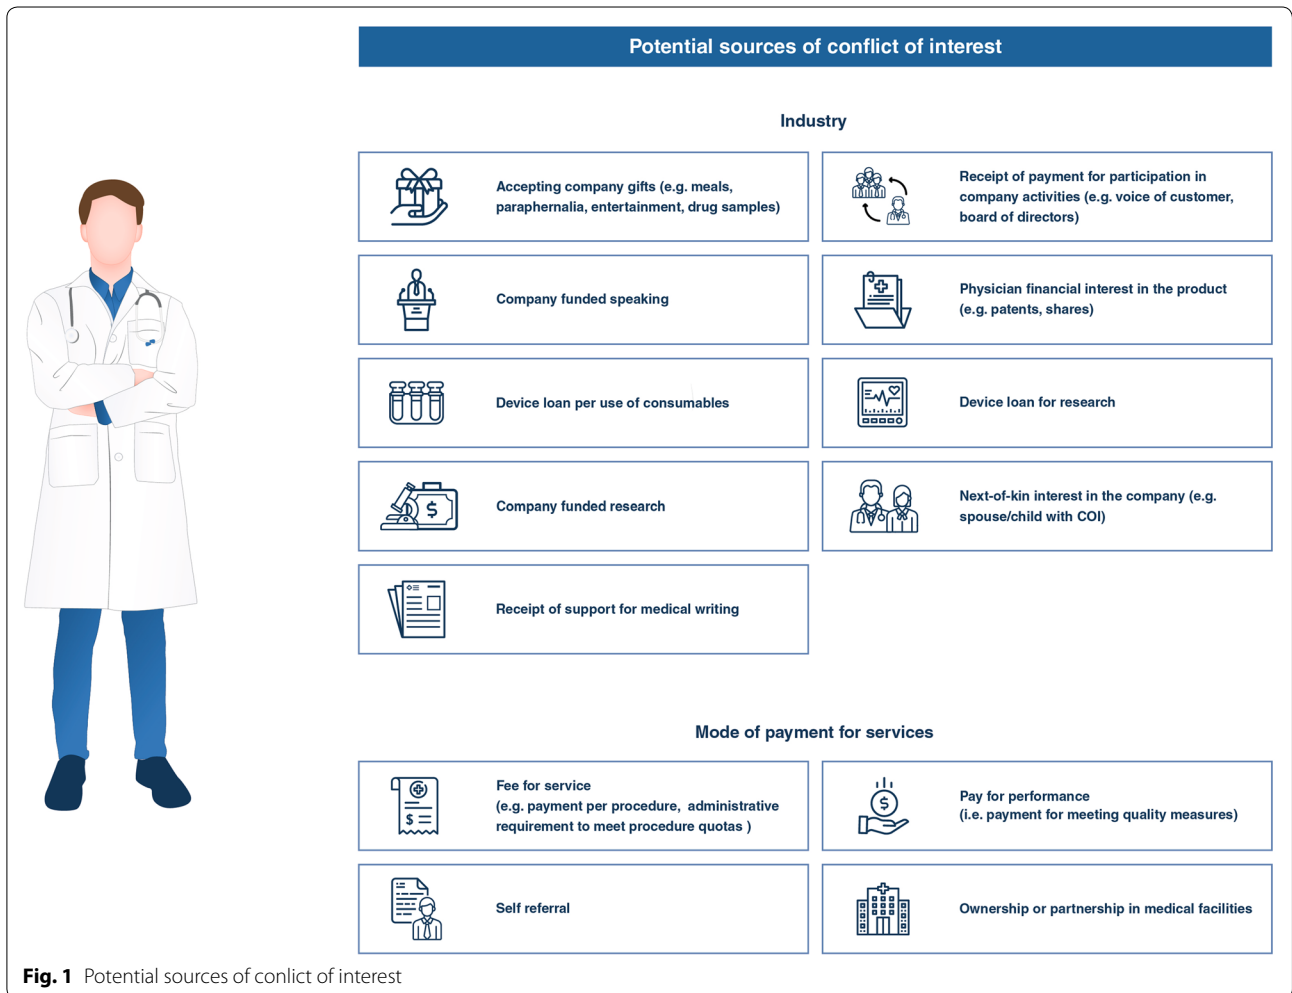 Potential sources of conflict of interest
Industry
Accepting company gifts (e.g. meals,
paraphernalia, entertainment, drug samples)
Receipt of payment for participation in
company activities (e.g. voice of customer,
board of directors)
Company funded speaking
Physician financial interest in the product
(e.g. patents, shares)
Device loan per use of consumables
Device loan for research
Company funded research
Next-of-kin interest in the company (e.g.
spouse/child with COI)
Receipt of support for medical writing
Mode of payment for services
Fee for service
(e.g. payment per procedure,  administrative
requirement to meet procedure quotas )
Pay for performance
(i.e. payment for meeting quality measures)
Self referral
Ownership or partnership in medical facilities
Fig. 1 Potential sources of conlict of interest